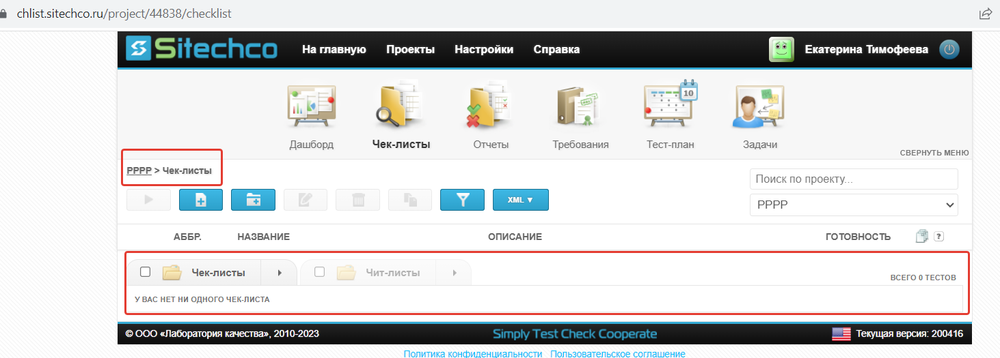 chlist.sitechco.ru/project/44838/checklist
Sitechco На главную Проекты Настройки Справка Екатерина Тимофеева
10
Дашборд Чек-листы Отчеты Требования Тест-план Задачи
СВЕРНУТЬ МЕНЮ
PPPP > Чек-листы
Поиск по проекту...
XML ▼
PPPP
АББР. НАЗВАНИЕ ОПИСАНИЕ ГОТОВНОСТЬ ?
Чек-листы Чит-листы
ВСЕГО 0 ТЕСТОВ
У ВАС НЕТ НИ ОДНОГО ЧЕК-ЛИСТА
© ООО «Лаборатория качества», 2010-2023 Simply Test Check Cooperate Текущая версия: 200416
Политика конфиденциальности Пользовательское соглашение